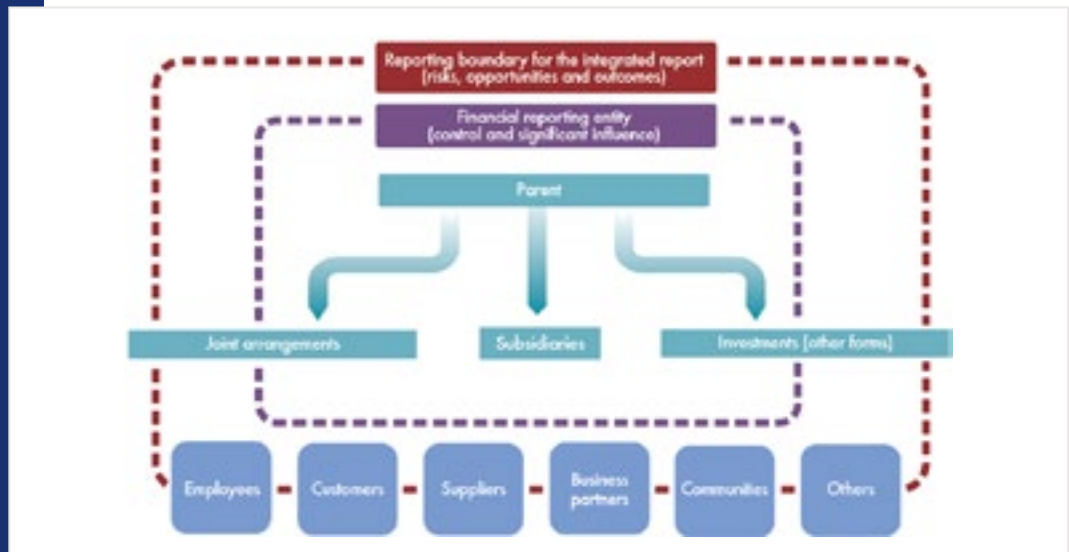 Reporting boundary for the integrated report
(risks, opportunities and outcomes)
Financial reporting entity
(control and significant influence)
Parent
Joint arrangements
Subsidiaries
Investments (other forms)
Employees
Customers
Suppliers
Business
partners
Communities
Others